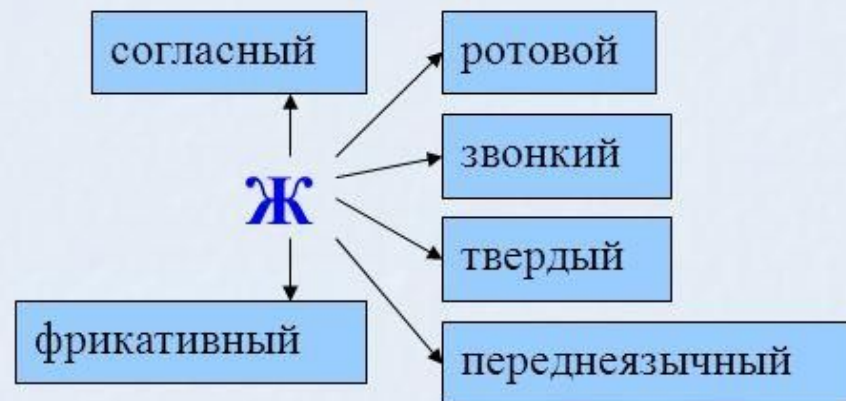 согласный
ротовой
звонкий
Ж
твердый
фрикативный
переднеязычный